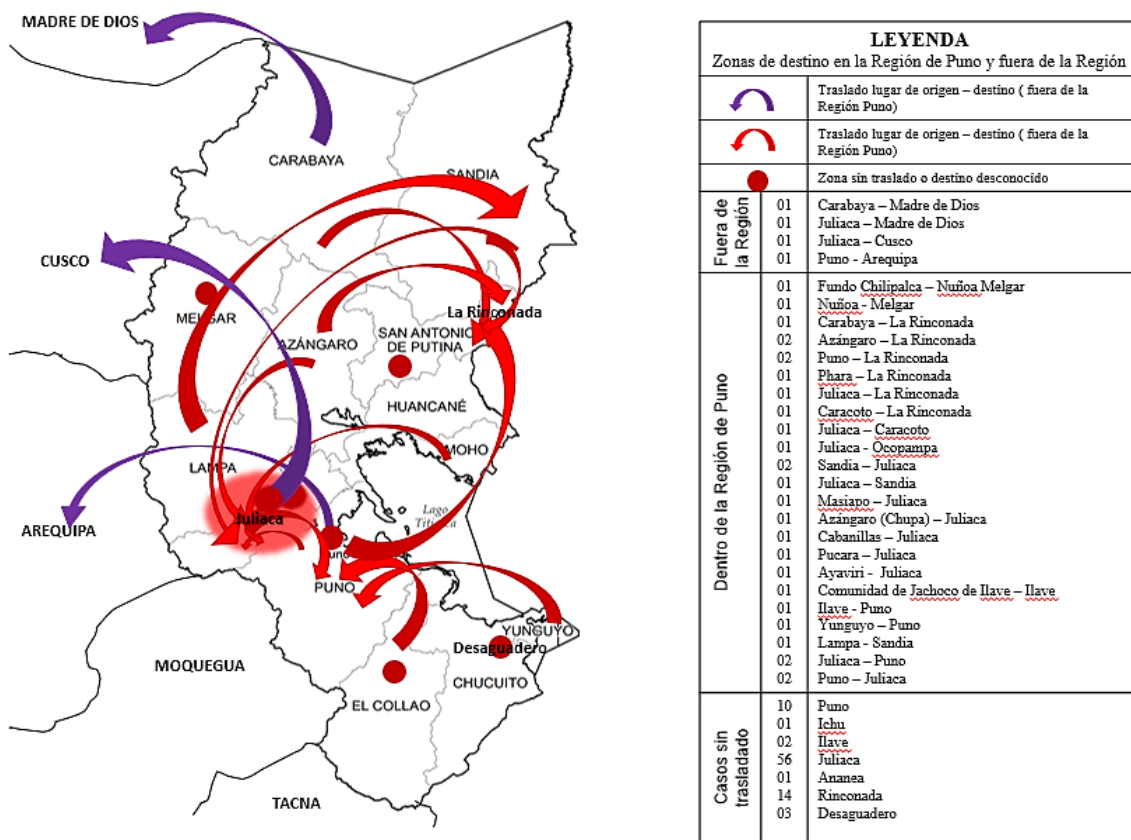 MADRE DE DIOS
CARABAYA
SANDIA
CUSCO
MELGAR
La Rinconada
AZÁNGARO
SAN ANTONIO
DE PUTINA
HUANCANÉ
MOHO
LAMPA
Lago
Juliaca
AREQUIPA
PUNO
YUNGUYO
Desaguadero
MOQUEGUA
CHUCUITO
EL COLLAO
TACNA
LEYENDA
Zonas de destino en la Región de Puno y fuera de la Región
Traslado lugar de origen – destino ( fuera de la
Región Puno)
Traslado lugar de origen – destino ( fuera de la
Región Puno)
Zona sin traslado o destino desconocido
Fuera de
la Región
01 Carabaya – Madre de Dios
01 Juliaca – Madre de Dios
01 Juliaca – Cusco
01 Puno - Arequipa
Dentro de la Región de Puno
01 Fundo Chilipalca – Nuñoa Melgar
01 Nuñoa - Melgar
01 Carabaya – La Rinconada
02 Azángaro – La Rinconada
02 Puno – La Rinconada
01 Phara – La Rinconada
01 Juliaca – La Rinconada
01 Caracoto – La Rinconada
01 Juliaca – Caracoto
01 Juliaca - Ocopampa
02 Sandia – Juliaca
01 Juliaca – Sandia
01 Masiapo – Juliaca
01 Azángaro (Chupa) – Juliaca
01 Cabanillas – Juliaca
01 Pucara – Juliaca
01 Ayaviri - Juliaca
01 Comunidad de Jachoco de Ilave – Ilave
01 Ilave - Puno
01 Yunguyo – Puno
01 Lampa - Sandia
02 Juliaca – Puno
02 Puno – Juliaca
Casos sin
trasladado
10 Puno
01 Ichu
02 Ilave
56 Juliaca
01 Ananea
14 Rinconada
03 Desaguadero